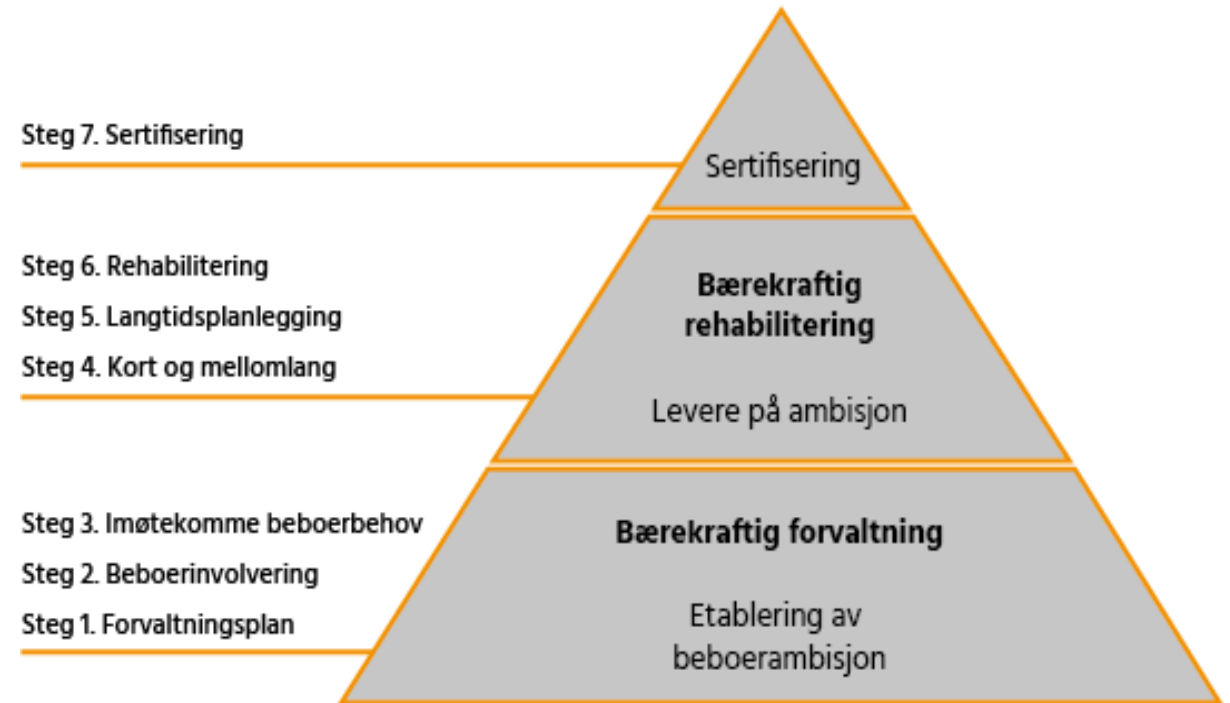 Steg 7. Sertifisering
Sertifisering
Steg 6. Rehabilitering
Steg 5. Langtidsplanlegging
Steg 4. Kort og mellomlang
Bærekraftig
rehabilitering
Levere på ambisjon
Steg 3. Imøtekomme beboerbehov
Steg 2. Beboerinvolvering
Steg 1. Forvaltningsplan
Bærekraftig forvaltning
Etablering av
beboerambisjon